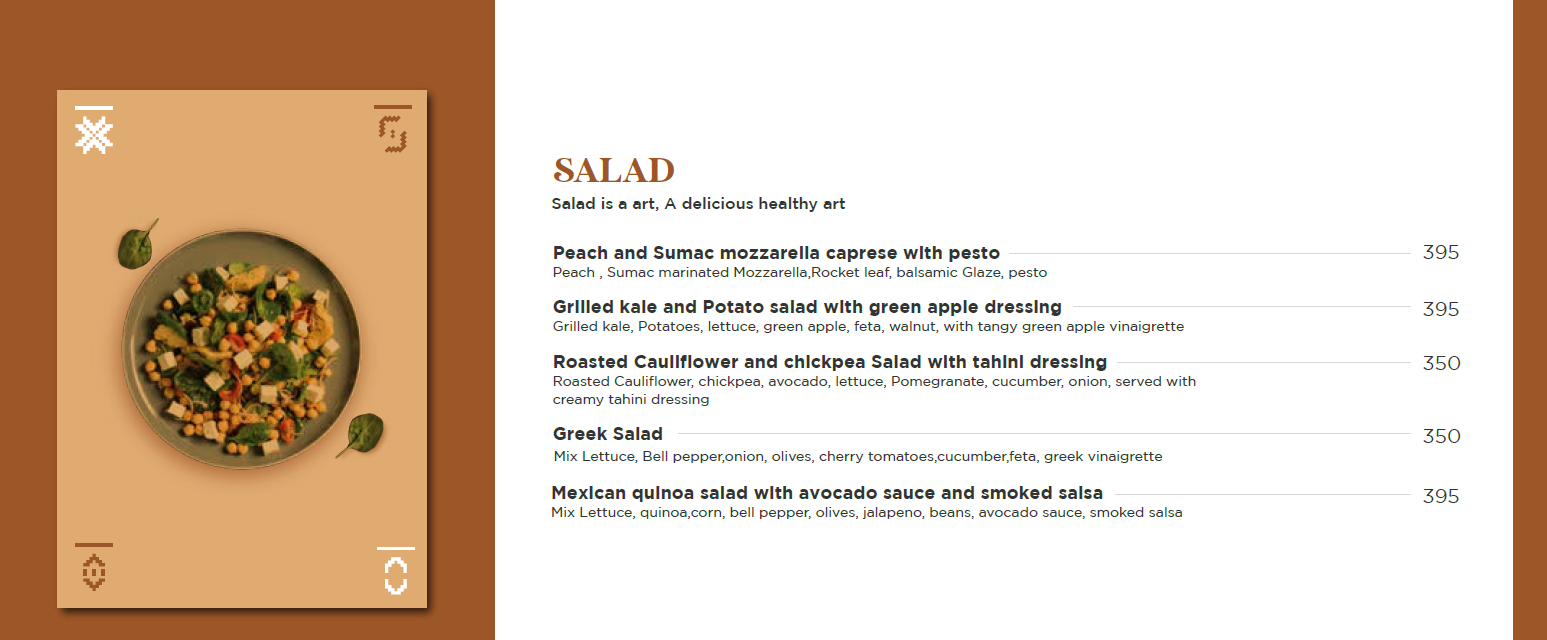 SALAD
Salad is a art, A delicious healthy art
Peach and Sumac mozzarella caprese with pesto 395
Peach , Sumac marinated Mozzarella,Rocket leaf, balsamic Glaze, pesto
Grilled kale and Potato salad with green apple dressing 395
Grilled kale, Potatoes, lettuce, green apple, feta, walnut, with tangy green apple vinaigrette
Roasted Cauliflower and chickpea Salad with tahini dressing 350
Roasted Cauliflower, chickpea, avocado, lettuce, Pomegranate, cucumber, onion, served with
creamy tahini dressing
Greek Salad 350
Mix Lettuce, Bell pepper,onion, olives, cherry tomatoes,cucumber,feta, greek vinaigrette
Mexican quinoa salad with avocado sauce and smoked salsa 395
Mix Lettuce, quinoa,corn, bell pepper, olives, jalapeno, beans, avocado sauce, smoked salsa